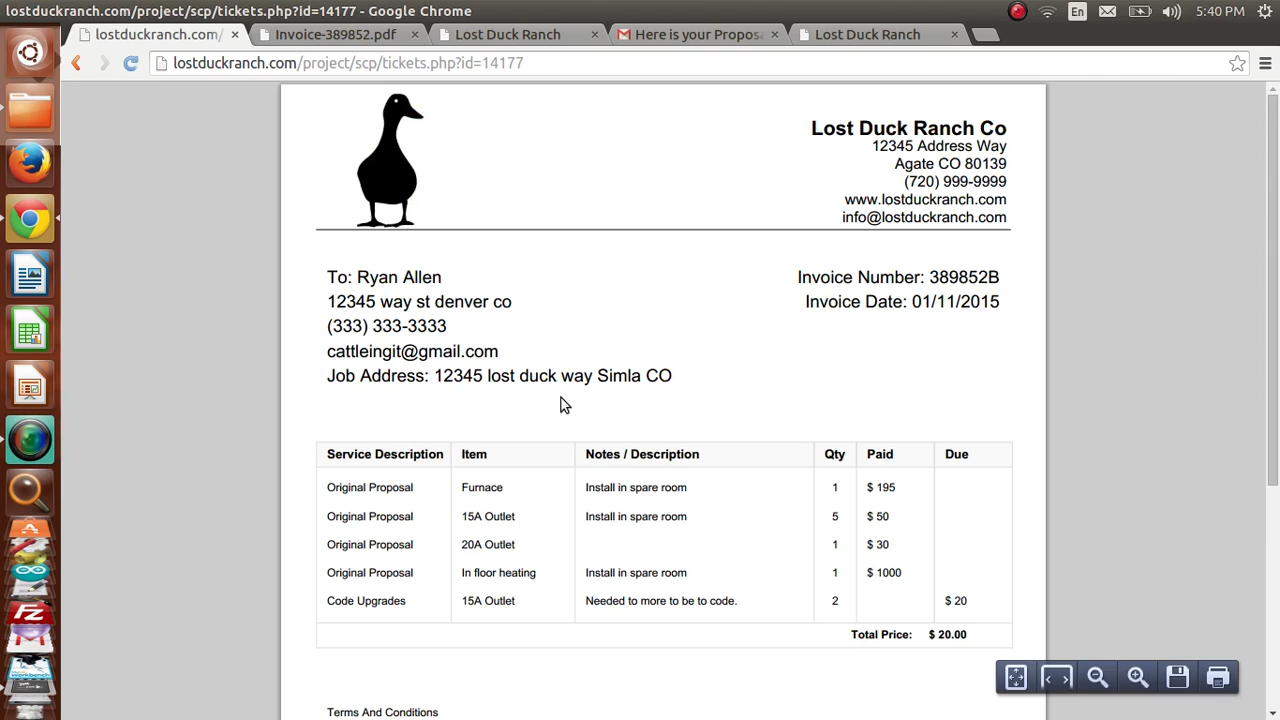 lostduckranch.com/project/scp/tickets.php?id=14177 - Google Chrome
En
5:40 PM
lostduckranch.com/
Invoice-389852.pdf
Lost Duck Ranch
Here is your Propos
Lost Duck Ranch
lostduckranch.com/project/scp/tickets.php?id=14177
Lost Duck Ranch Co
12345 Address Way
Agate CO 80139
(720) 999-9999
www.lostduckranch.com
info@lostduckranch.com
To: Ryan Allen
12345 way st denver co
(333) 333-3333
cattleingit@gmail.com
Job Address: 12345 lost duck way Simla CO
Invoice Number: 389852B
Invoice Date: 01/11/2015
Service Description Item Notes / Description Qty Paid Due
Original Proposal Furnace Install in spare room 1 $ 195
Original Proposal 15A Outlet Install in spare room 5 $ 50
Original Proposal 20A Outlet 1 $ 30
Original Proposal In floor heating Install in spare room 1 $ 1000
Code Upgrades 15A Outlet Needed to more to be to code. 2 $ 20
Total Price: $ 20.00
Terms And Conditions